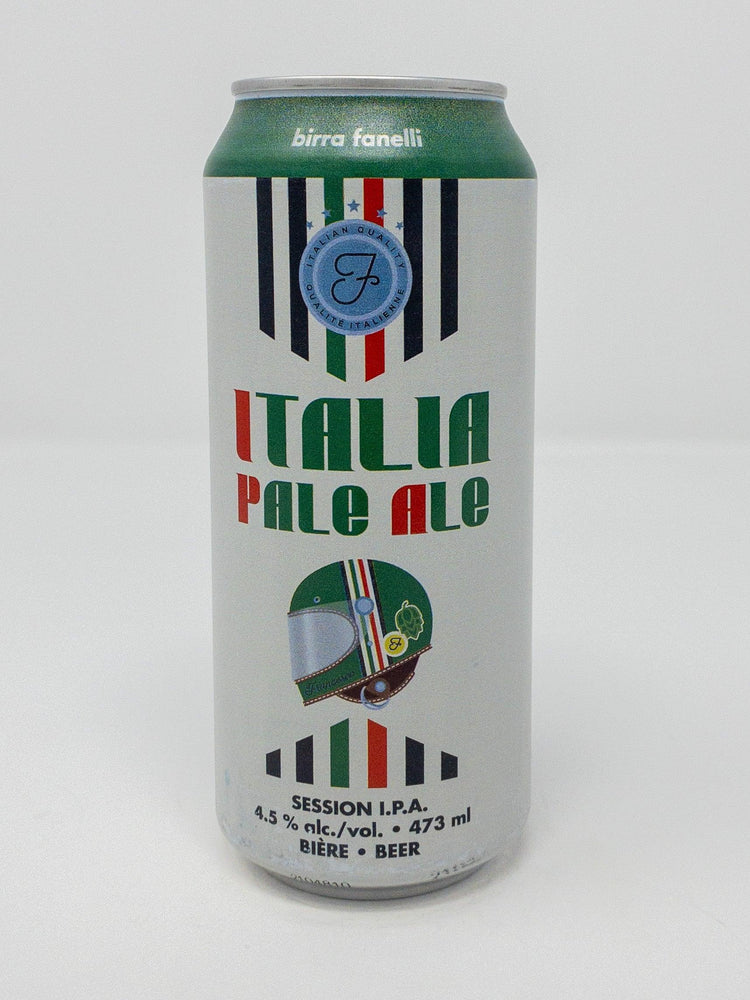 birra fanelli
ITALIAN QUALITY
F
QUALITÉ ITALIENNE
ITALIA
PALE ALE
F
SESSION I.P.A.
4.5 % alc./vol. • 473 ml
BIÈRE • BEER